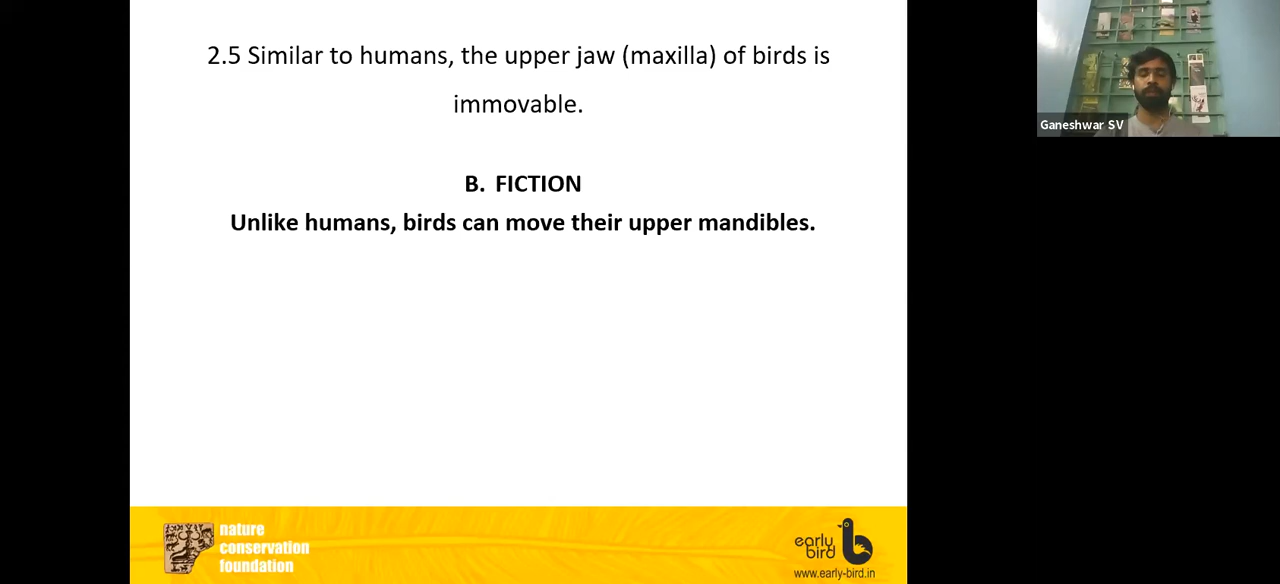 2.5 Similar to humans, the upper jaw (maxilla) of birds is
immovable.
B. FICTION
Unlike humans, birds can move their upper mandibles.
Ganeshwar SV
nature
conservation
foundation
early
bird
www.early-bird.in